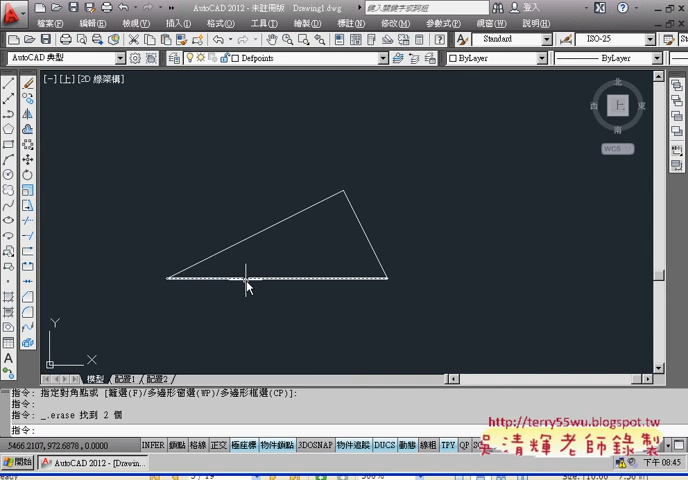 AutoCAD 2012 - 未註冊版 Drawing1.dwg
鍵入關鍵字或片語
登入
檔案(F) 編輯(E) 檢視(V) 插入(I) 格式(O) 工具(T) 繪製(D) 標註(N) 修改(M) 參數式(P) 視窗(W) 說明(H)
Standard
ISO-25
AutoCAD 典型
Defpoints
ByLayer
ByLayer
[-][上][2D 線架構]
北
西 上 東
南
WCS
Y
X
模型 配置1 配置2
指令: 指定對角點或 [籬選(F)/多邊形窗選(WP)/多邊形框選(CP)]:
指令:
指令: _.erase 找到 2 個
指令:
http://terry55wu.blogspot.tw
吳清輝老師錄製
5466.2107, 972.6878, 0.0000
INFER 鎖點 格線 正交 極座標 物件鎖點 3DOSNAP 物件追蹤 DUCS 動態 線粗 TPY QP
開始
AutoCAD 2012 - [Drawin...
下午 08:45